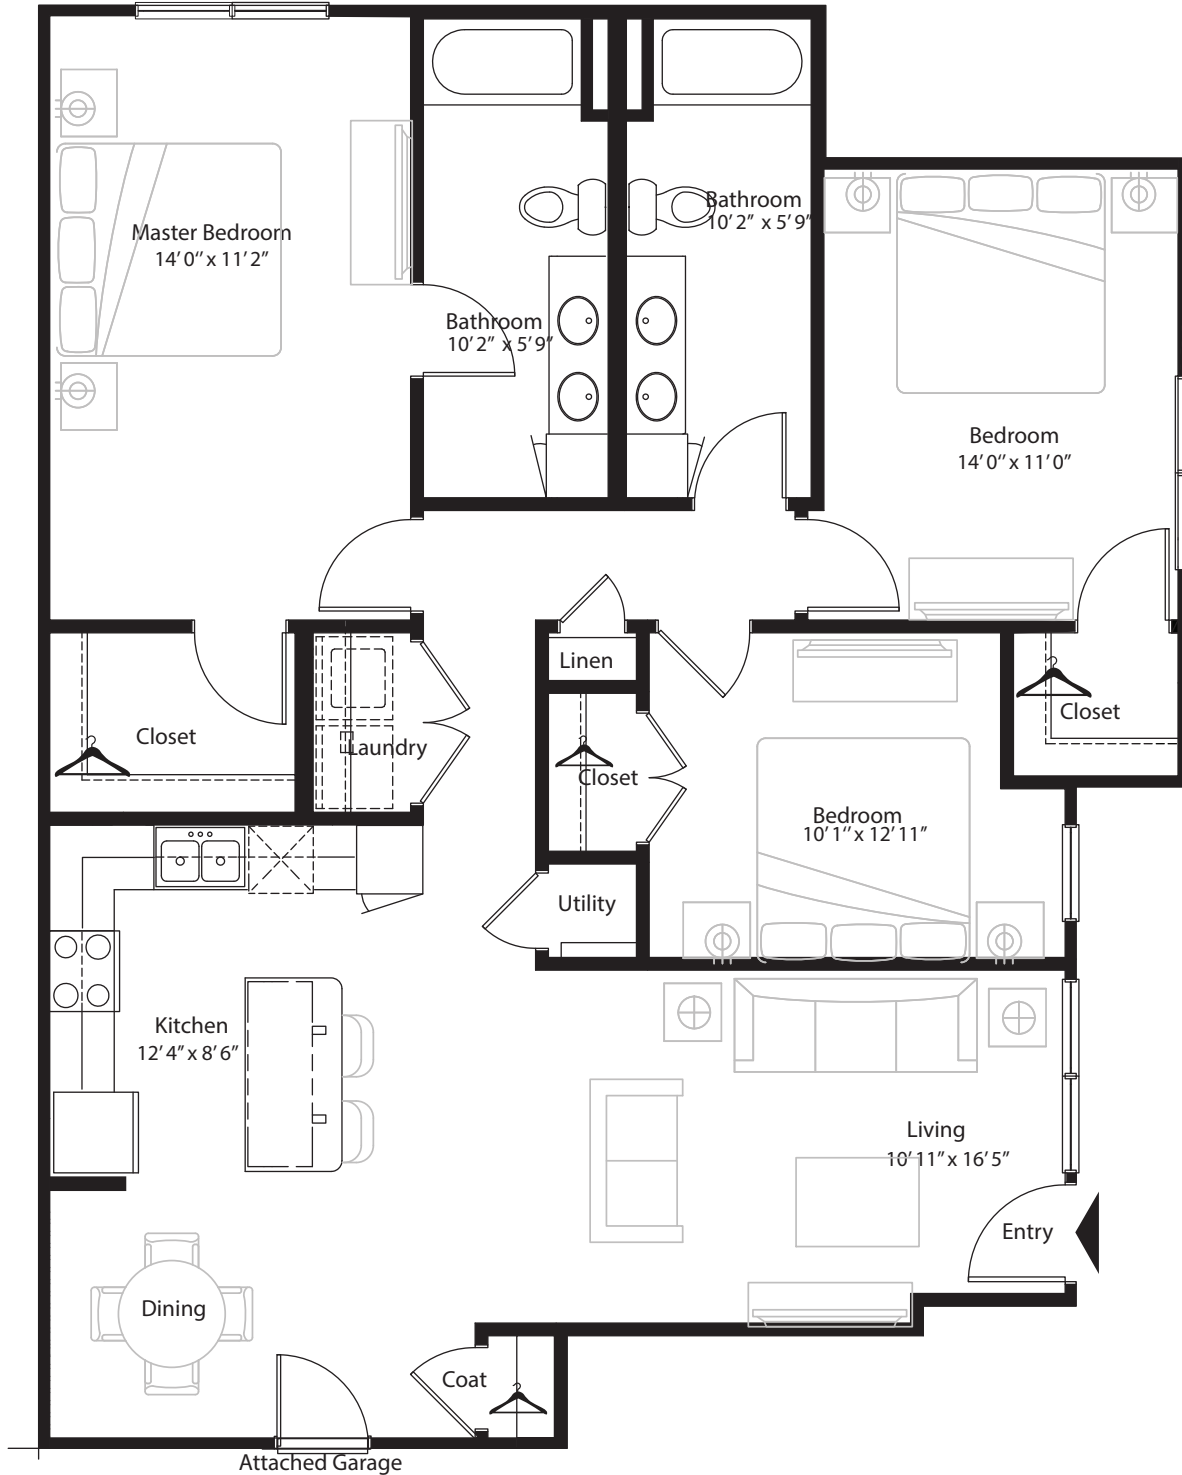 Bathroom
10'2" x 5'9"
Master Bedroom
14'0" x 11'2"
Bathroom
10'2" x 5'9"
Bedroom
14'0" x 11'0"
Linen
Closet
Closet
Laundry
Closet
Bedroom
10'1" x 12'11"
Utility
Kitchen
12'4" x 8'6"
Living
10'11" x 16'5"
Entry
Dining
Coat
Attached Garage